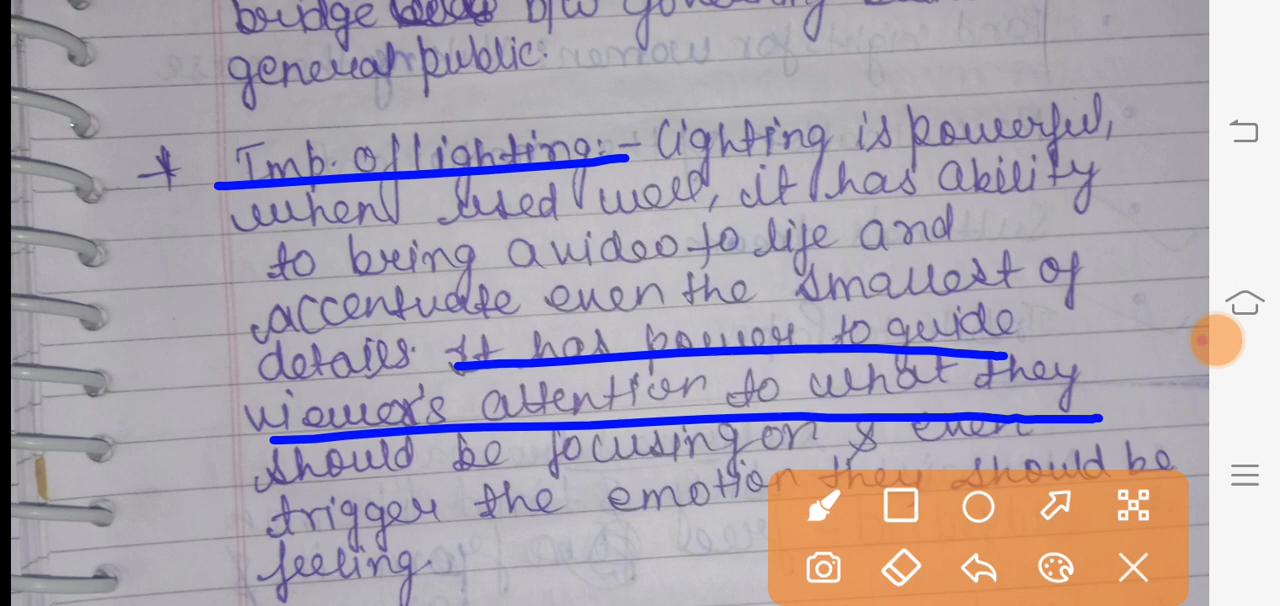 bridge b/w
general public.
* Imp. of lighting:- lighting is powerful,
when used well, it has ability
to being a video to life and
accentuate even the smallest of
details. It has power to guide
viewer's attention to what they
should be focusing on & even
trigger the emotion they should be
feeling.